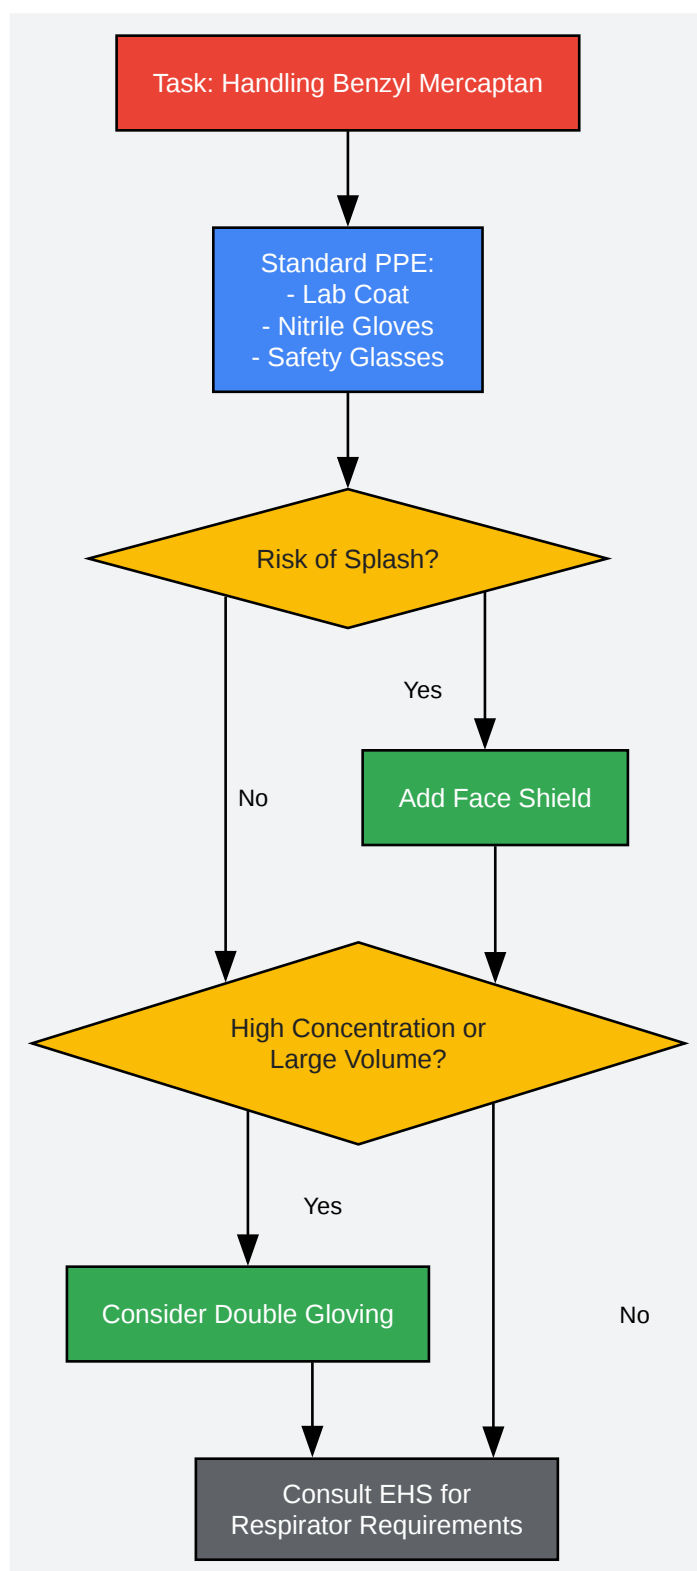 Task: Handling Benzyl Mercaptan
Standard PPE:
- Lab Coat
- Nitrile Gloves
- Safety Glasses
Risk of Splash?
Yes
No
Add Face Shield
High Concentration or
Large Volume?
Yes
Consider Double Gloving
No
Consult EHS for
Respirator Requirements